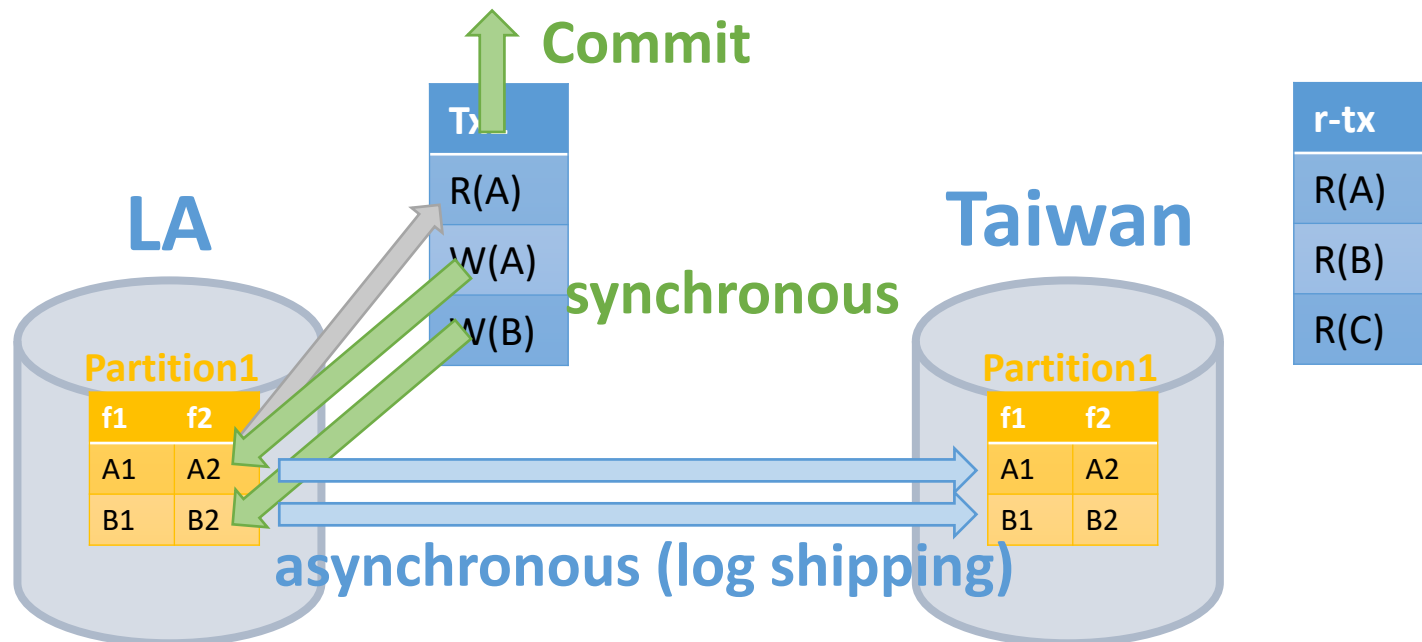 Commit
r-tx
R(A)
R(A)
LA
Taiwan
W(A)
R(B)
synchronous
W(B)
R(C)
Partition1
Partition1
f1 f2
f1 f2
A1 A2
A1 A2
B1 B2
B1 B2
asynchronous (log shipping)